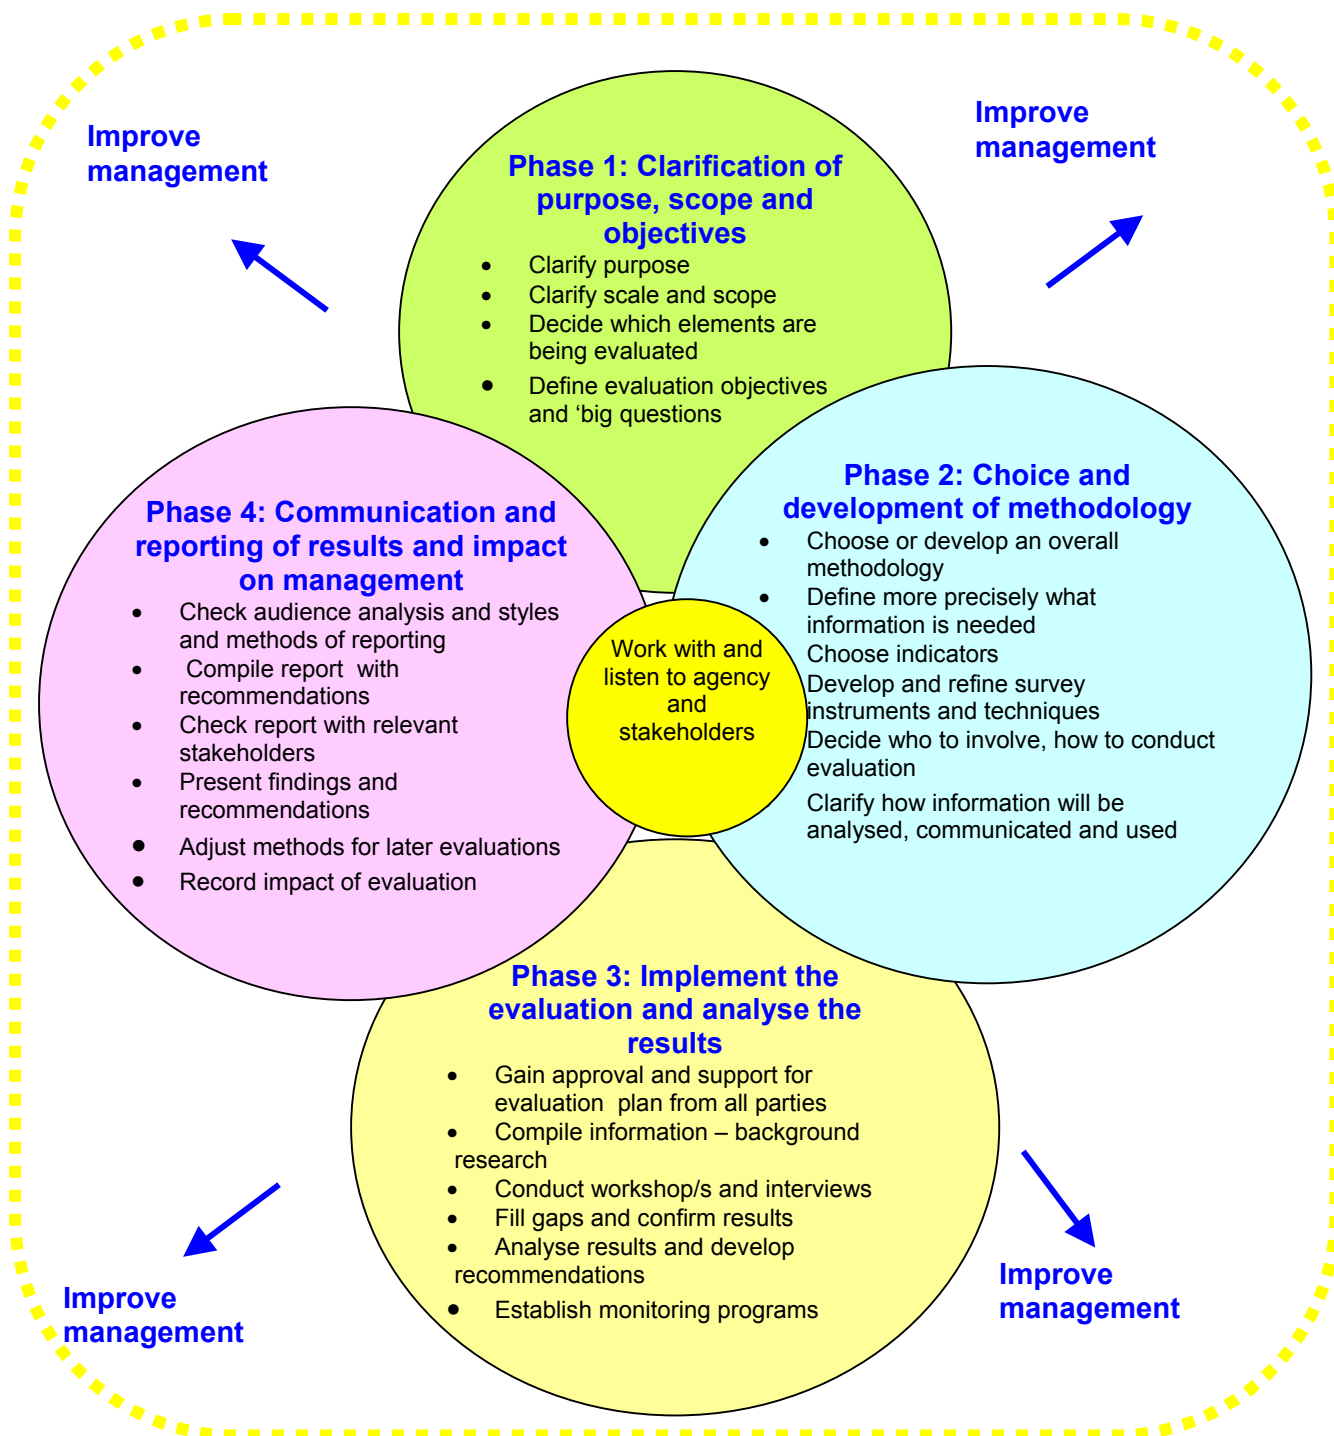 Improve
management
Improve
management
Phase 1: Clarification of
purpose, scope and
objectives
• Clarify purpose
• Clarify scale and scope
• Decide which elements are
being evaluated
• Define evaluation objectives
and ‘big questions
Phase 2: Choice and
development of methodology
• Choose or develop an overall
methodology
• Define more precisely what
information is needed
Choose indicators
Develop and refine survey
instruments and techniques
Decide who to involve, how to conduct
evaluation
Clarify how information will be
analysed, communicated and used
Phase 4: Communication and
reporting of results and impact
on management
• Check audience analysis and styles
and methods of reporting
• Compile report with
recommendations
• Check report with relevant
stakeholders
• Present findings and
recommendations
• Adjust methods for later evaluations
• Record impact of evaluation
Work with and
listen to agency
and
stakeholders
Phase 3: Implement the
evaluation and analyse the
results
• Gain approval and support for
evaluation plan from all parties
• Compile information – background
research
• Conduct workshop/s and interviews
• Fill gaps and confirm results
• Analyse results and develop
recommendations
• Establish monitoring programs
Improve
management
Improve
management